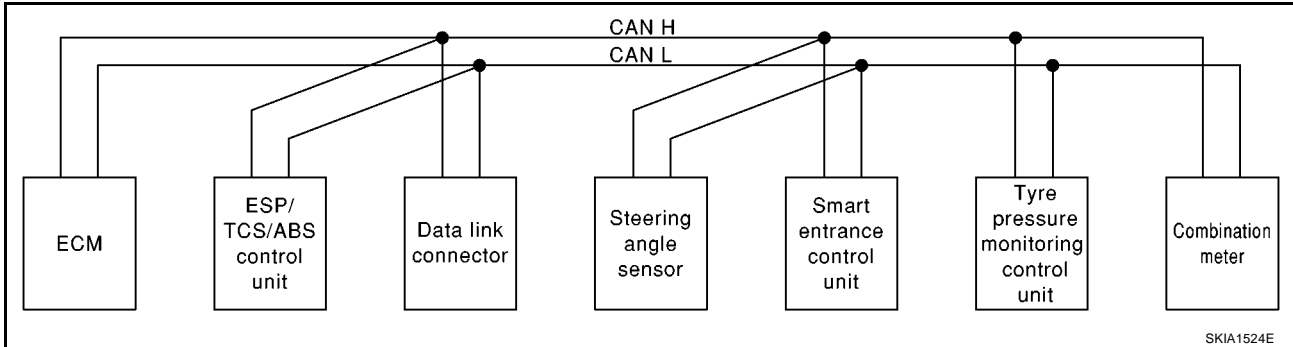 CAN H
CAN L
ECM
ESP/
TCS/ABS
control
unit
Data link
connector
Steering
angle
sensor
Smart
entrance
control
unit
Tyre
pressure
monitoring
control
unit
Combination
meter
SKIA1524E